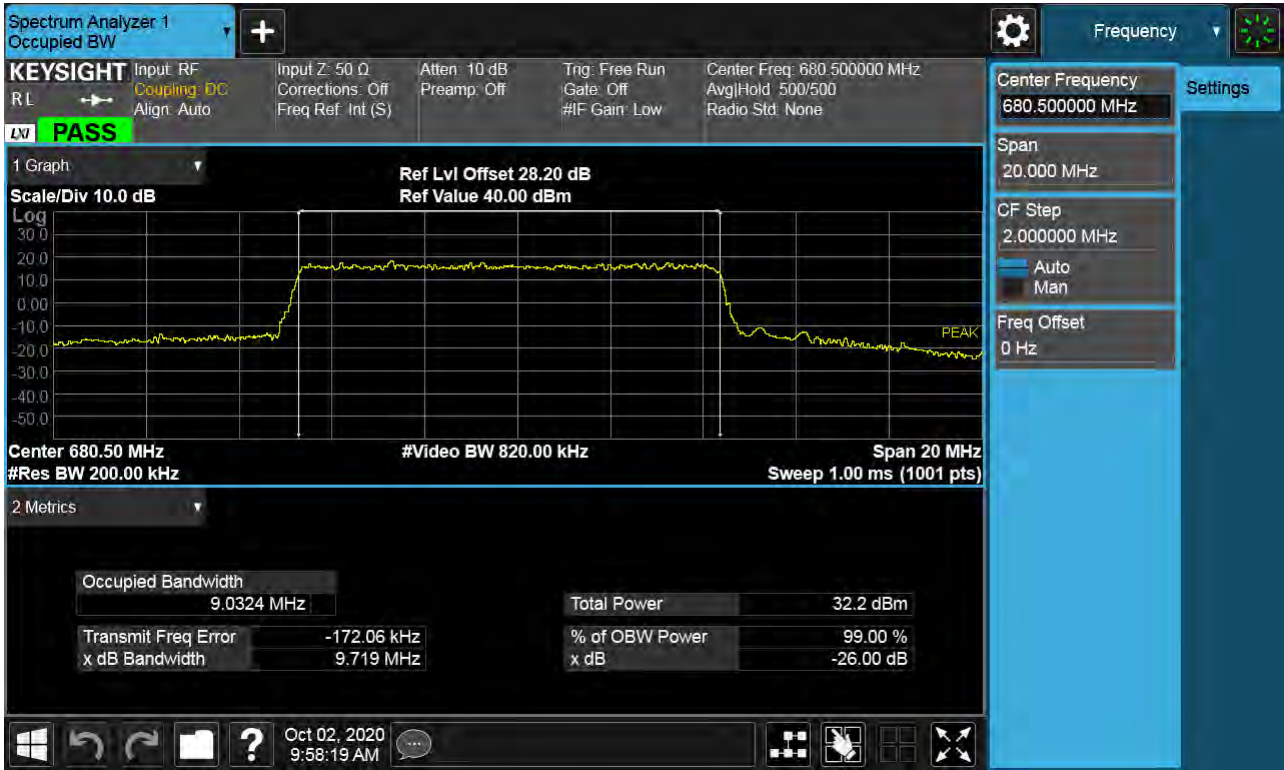 Spectrum Analyzer 1
Occupied BW
+
Frequency
KEYSIGHT
RL
LXI PASS
Input: RF
Coupling: DC
Align: Auto
Input Z: 50 Ω
Corrections: Off
Freq Ref: Int (S)
Atten: 10 dB
Preamp: Off
Trig: Free Run
Gate: Off
#IF Gain: Low
Center Freq: 680.500000 MHz
Avg|Hold: 500/500
Radio Std: None
Center Frequency
680.500000 MHz
Settings
Span
20.000 MHz
CF Step
2.000000 MHz
Auto
Man
Freq Offset
0 Hz
1 Graph
Ref Lvl Offset 28.20 dB
Scale/Div 10.0 dB
Ref Value 40.00 dBm
Log
30.0
20.0
10.0
0.00
-10.0
-20.0
-30.0
-40.0
-50.0
PEAK
Center 680.50 MHz
#Video BW 820.00 kHz
Span 20 MHz
#Res BW 200.00 kHz
Sweep 1.00 ms (1001 pts)
2 Metrics
Occupied Bandwidth
9.0324 MHz
Total Power 32.2 dBm
Transmit Freq Error -172.06 kHz
% of OBW Power 99.00 %
x dB Bandwidth 9.719 MHz
x dB -26.00 dB
?
Oct 02, 2020
9:58:19 AM